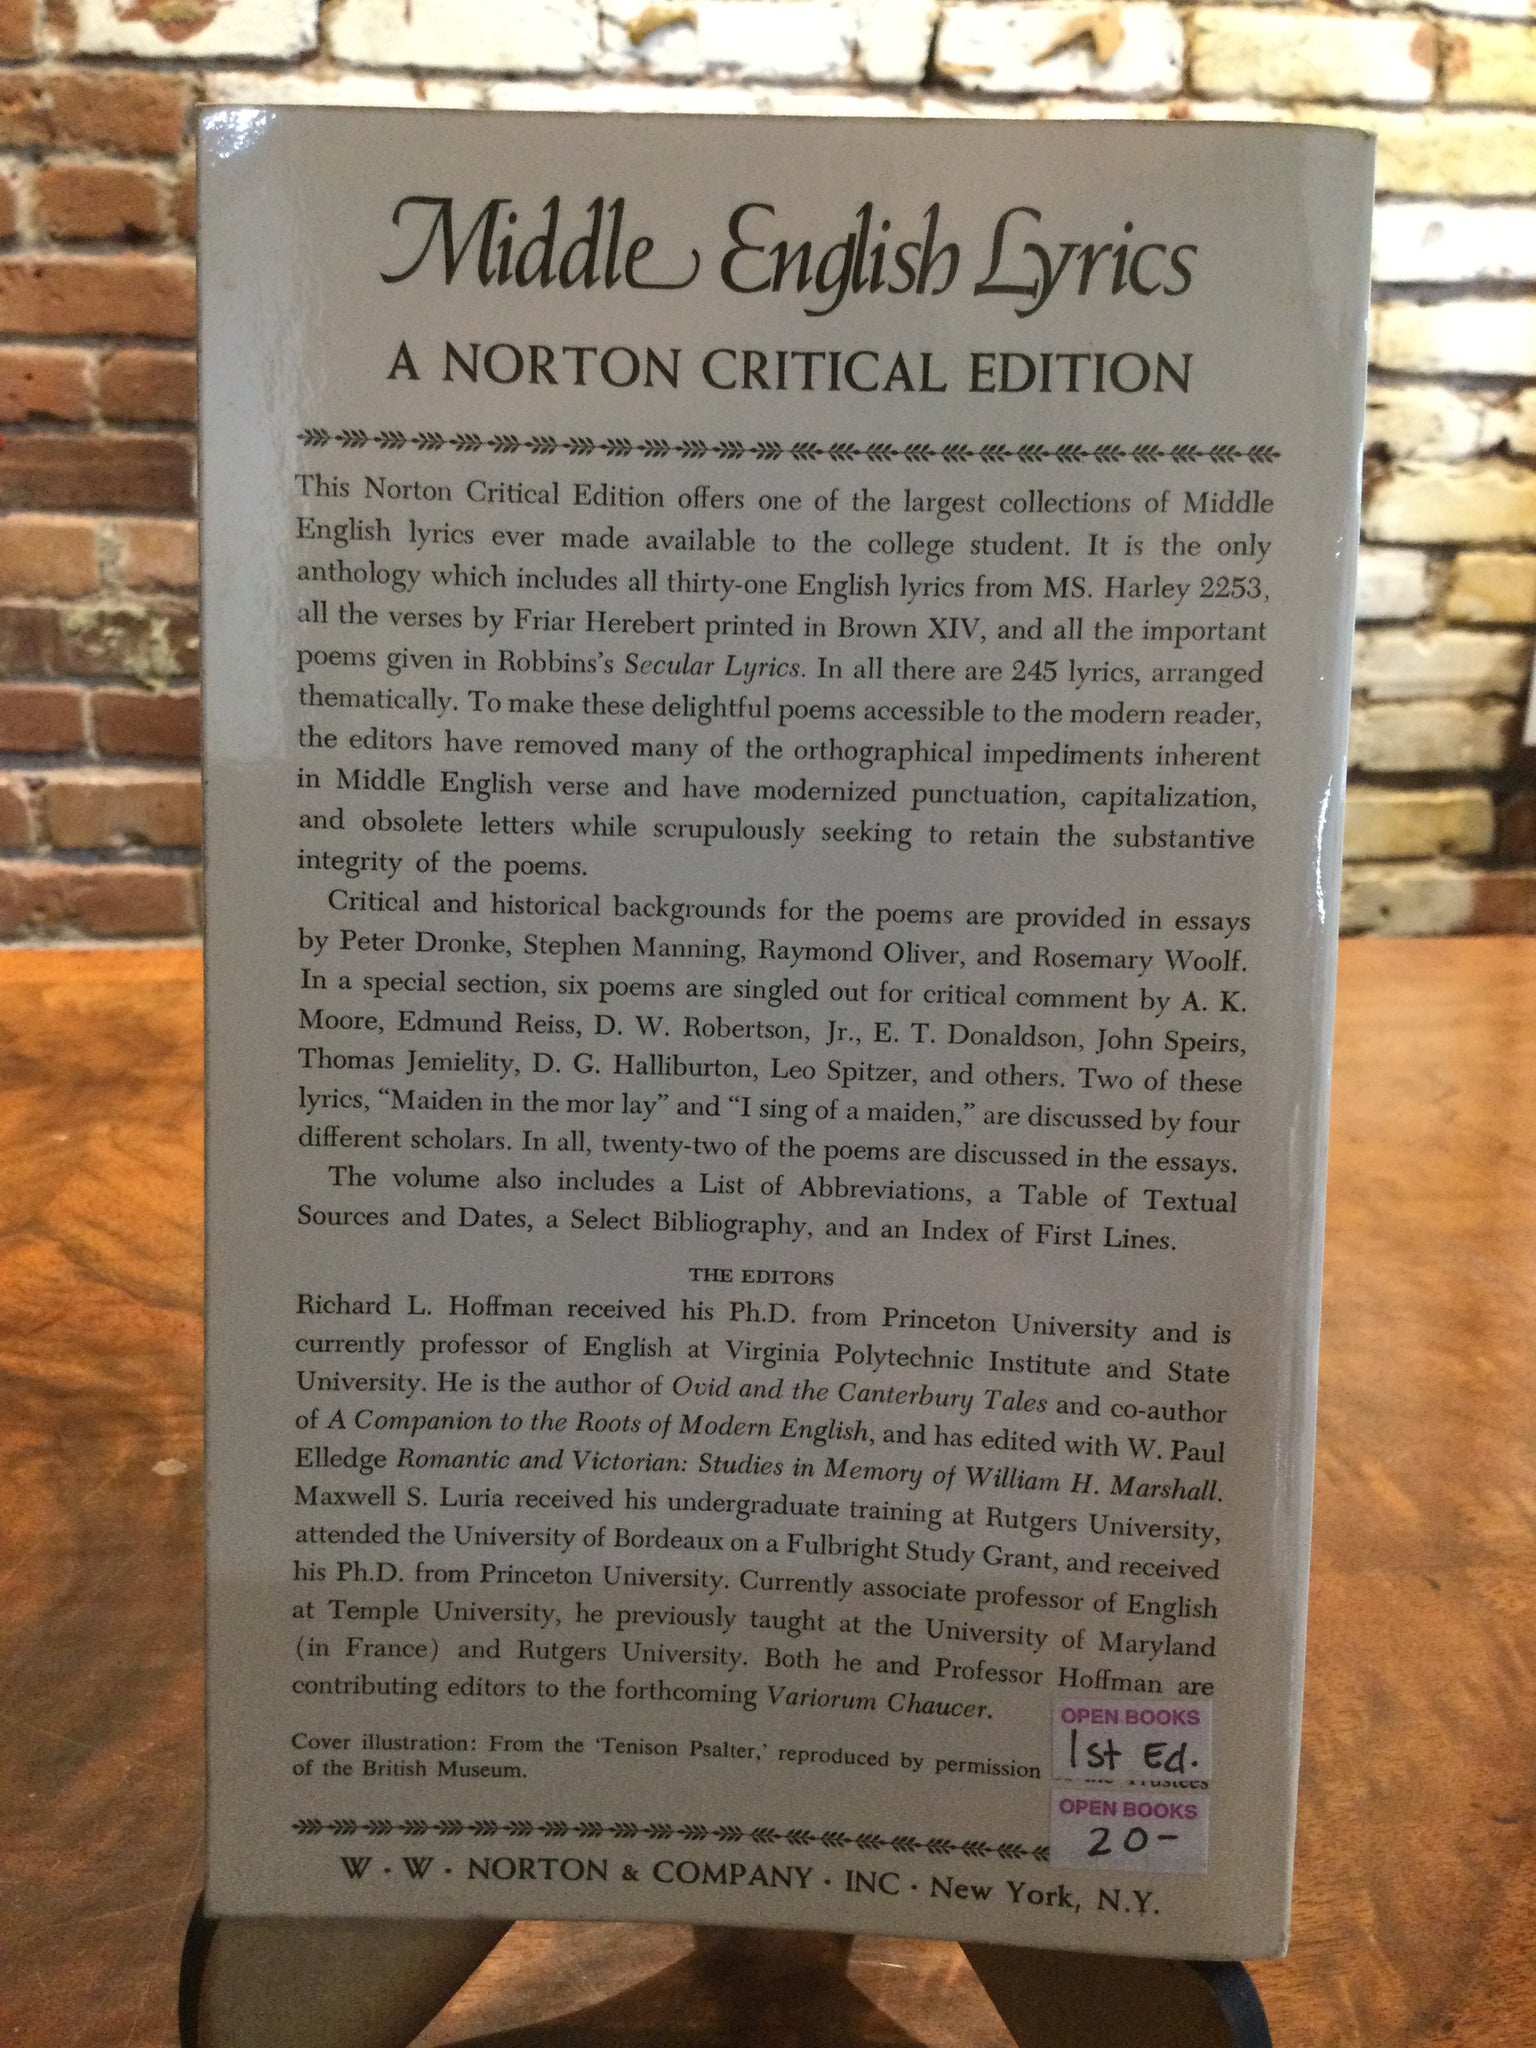 Middle English Lyrics
A NORTON CRITICAL EDITION
This Norton Critical Edition offers one of the largest collections of Middle
English lyrics ever made available to the college student. It is the only
anthology which includes all thirty-one English lyrics from MS. Harley 2253,
all the verses by Friar Herebert printed in Brown XIV, and all the important
poems given in Robbins's Secular Lyrics. In all there are 245 lyrics, arranged
thematically. To make these delightful poems accessible to the modern reader,
the editors have removed many of the orthographical impediments inherent
in Middle English verse and have modernized punctuation, capitalization,
and obsolete letters while scrupulously seeking to retain the substantive
integrity of the poems.
Critical and historical backgrounds for the poems are provided in essays
by Peter Dronke, Stephen Manning, Raymond Oliver, and Rosemary Woolf.
In a special section, six poems are singled out for critical comment by A. K.
Moore, Edmund Reiss, D. W. Robertson, Jr., E. T. Donaldson, John Speirs,
Thomas Jemielity, D. G. Halliburton, Leo Spitzer, and others. Two of these
lyrics, “Maiden in the mor lay” and “I sing of a maiden,” are discussed by four
different scholars. In all, twenty-two of the poems are discussed in the essays.
The volume also includes a List of Abbreviations, a Table of Textual
Sources and Dates, a Select Bibliography, and an Index of First Lines.
THE EDITORS
Richard L. Hoffman received his Ph.D. from Princeton University and is
currently professor of English at Virginia Polytechnic Institute and State
University. He is the author of Ovid and the Canterbury Tales and co-author
of A Companion to the Roots of Modern English, and has edited with W. Paul
Elledge Romantic and Victorian: Studies in Memory of William H. Marshall.
Maxwell S. Luria received his undergraduate training at Rutgers University,
attended the University of Bordeaux on a Fulbright Study Grant, and received
his Ph.D. from Princeton University. Currently associate professor of English
at Temple University, he previously taught at the University of Maryland
(in France) and Rutgers University. Both he and Professor Hoffman are
contributing editors to the forthcoming Variorum Chaucer.
Cover illustration: From the ‘Tenison Psalter,’ reproduced by permission
of the British Museum.
OPEN BOOKS
1st Ed.
OPEN BOOKS
20-
W · W · NORTON & COMPANY · INC · New York, N.Y.